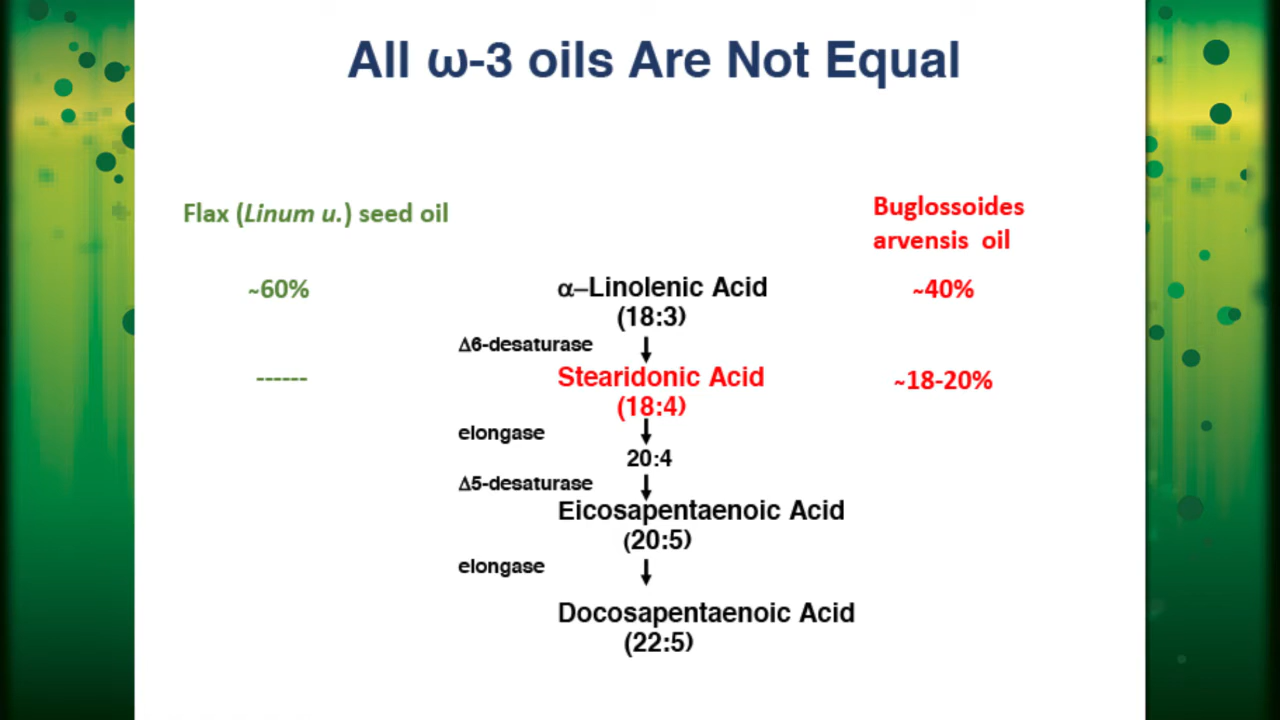 All ω-3 oils Are Not Equal
Flax (Linum u.) seed oil
Buglossoides
arvensis oil
~60%
α–Linolenic Acid
~40%
(18:3)
Δ6-desaturase
------
Stearidonic Acid
~18-20%
(18:4)
elongase
20:4
Δ5-desaturase
Eicosapentaenoic Acid
(20:5)
elongase
Docosapentaenoic Acid
(22:5)